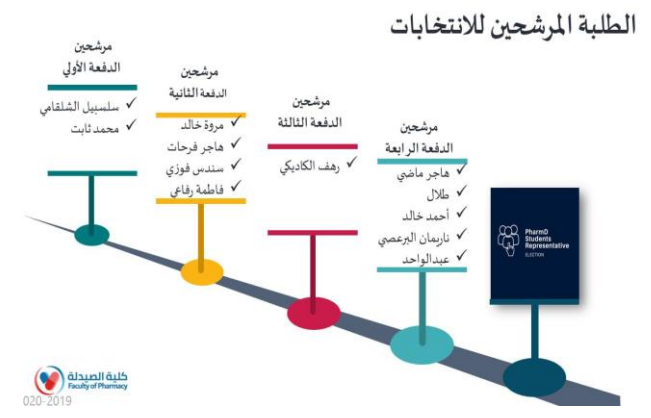 الطلبة المرشحين للانتخابات
مرشحين
الدفعة الأولي
سلسبيل الشلقامي
محمد ثابت
مرشحين
الدفعة الثانية
مروة خالد
هاجر فرحات
سندس فوزي
فاطمة رفاعي
مرشحين
الدفعة الثالثة
رهف الكاديكي
مرشحين
الدفعة الرابعة
هاجر ماضي
طلال
أحمد خالد
ناريمان البرعصي
عبدالواحد
PharmD
Students
Representative
ELECTION
كلية الصيدلة
Faculty of Pharmacy
020-2019